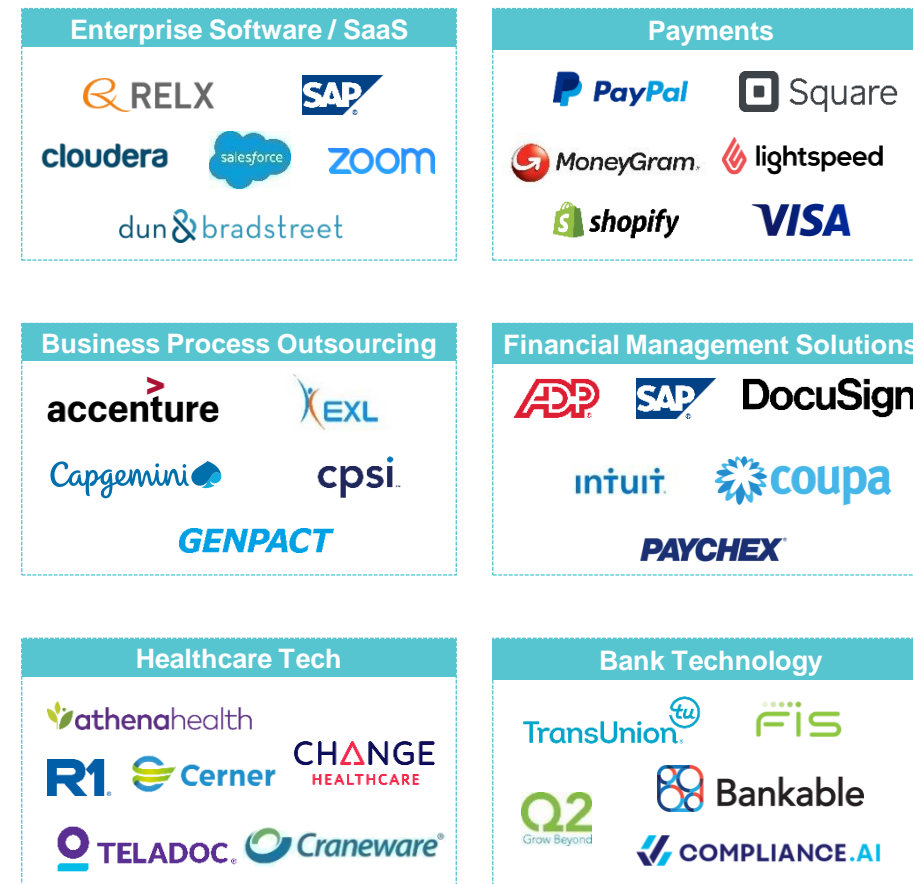 Enterprise Software / SaaS
RELX
SAP
cloudera
salesforce
zoom
dun & bradstreet
Payments
PayPal
Square
MoneyGram.
lightspeed
shopify
VISA
Business Process Outsourcing
accenture
EXL
Capgemini
cpsi
GENPACT
Financial Management Solutions
ADP
SAP
DocuSign
intuit
coupa
PAYCHEX
Healthcare Tech
athenahealth
R1
Cerner
CHANGE
HEALTHCARE
TELADOC
Craneware
Bank Technology
TransUnion
tu
FIS
Q2
Grow Beyond
Bankable
COMPLIANCE.AI